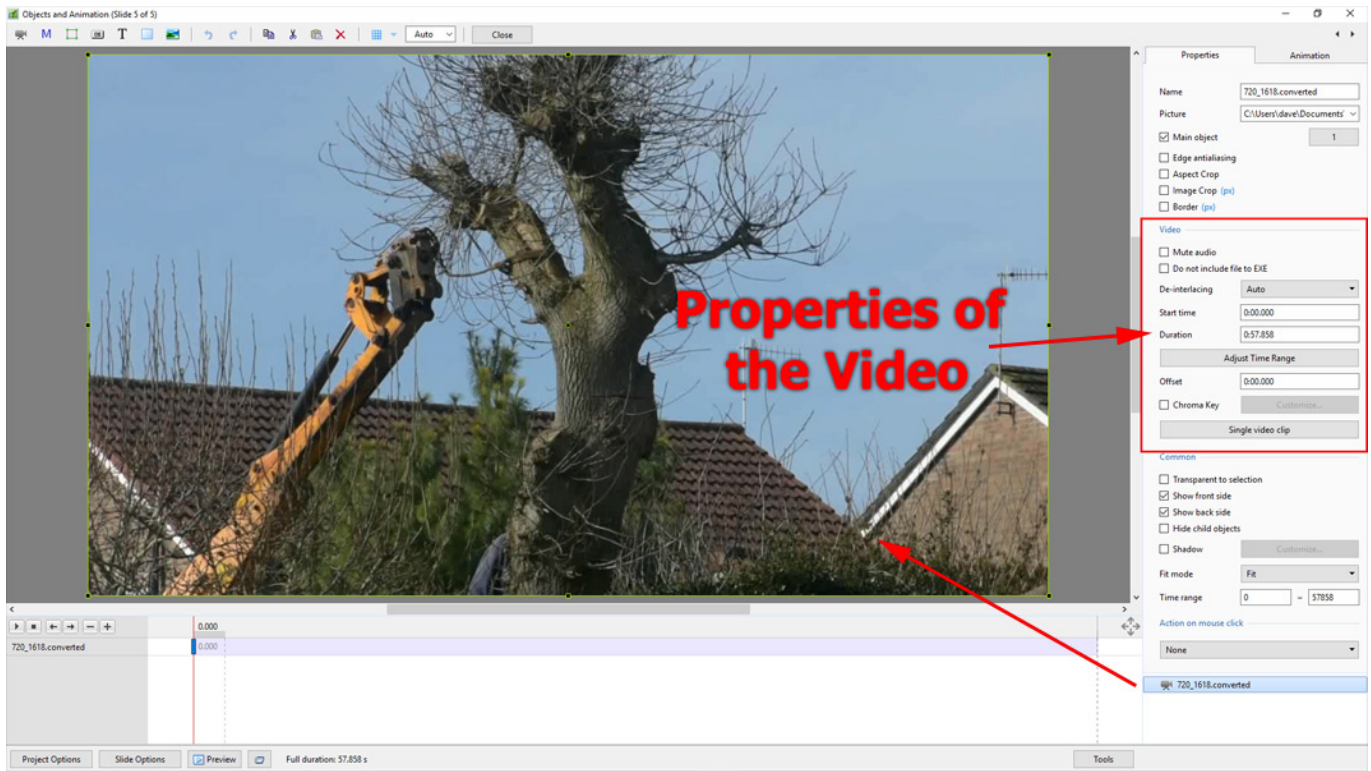 Objects and Animation (Slide 5 of 5)
M
OK
T
Auto
Close
Properties
Animation
Name
720_1618.converted
Picture
C:\Users\dave\Documents'
Main object
1
Edge antialiasing
Aspect Crop
Image Crop (px)
Border (px)
Video
Mute audio
Do not include file to EXE
De-interlacing
Auto
Start time
0:00.000
Duration
0:57.858
Adjust Time Range
Offset
0:00.000
Chroma Key
Customize...
Single video clip
Common
Transparent to selection
Show front side
Show back side
Hide child objects
Shadow
Customize...
Fit mode
Fit
Time range
0 – 57858
Action on mouse click
None
720_1618.converted
Properties of
the Video
0.000
720_1618.converted
0.000
Project Options
Slide Options
Preview
Full duration: 57.858 s
Tools